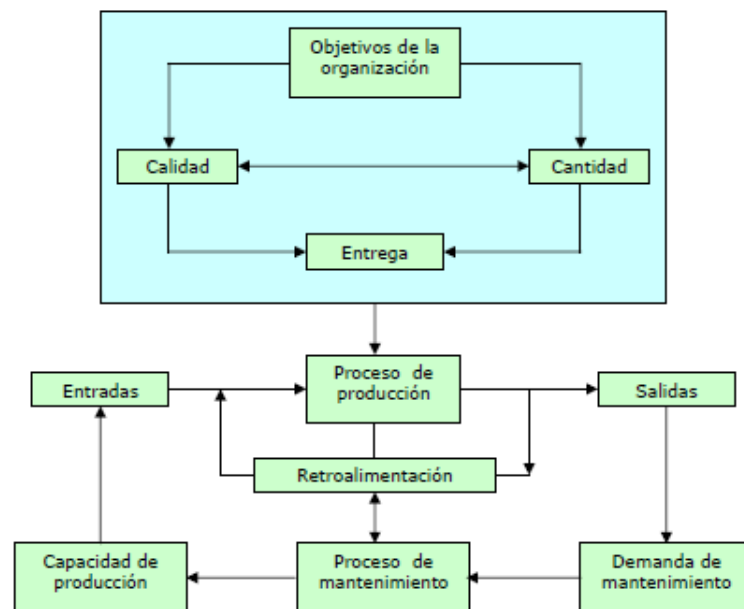 Objetivos de la
organización
Calidad
Cantidad
Entrega
Entradas
Proceso de
producción
Salidas
Retroalimentación
Capacidad de
producción
Proceso de
mantenimiento
Demanda de
mantenimiento